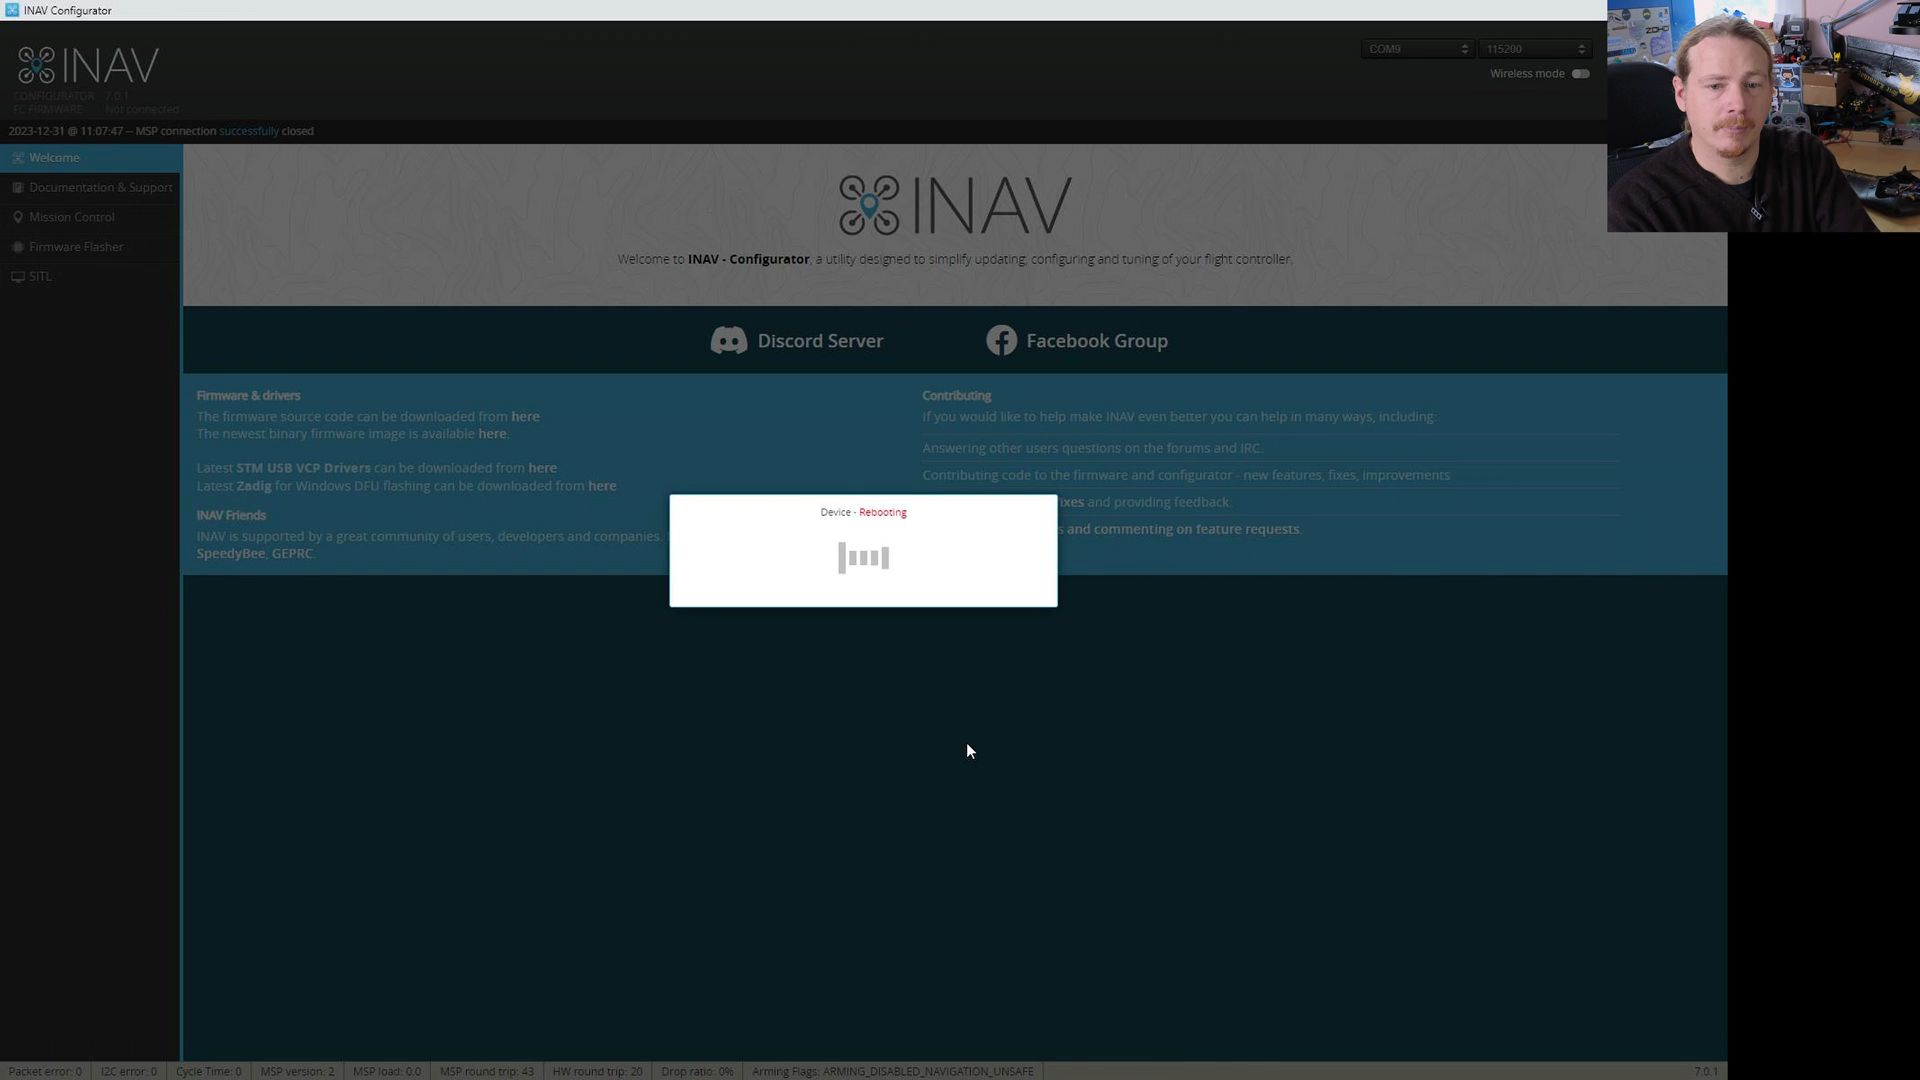 INAV Configurator
INAV
CONFIGURATOR 7.0.1
FC FIRMWARE Not connected
COM9
115200
Wireless mode
2023-12-31 @ 11:07:47 -- MSP connection successfully closed
Welcome
Documentation & Support
Mission Control
Firmware Flasher
SITL
INAV
Welcome to INAV - Configurator, a utility designed to simplify updating, configuring and tuning of your flight controller.
Discord Server
Facebook Group
Firmware & drivers
The firmware source code can be downloaded from here
The newest binary firmware image is available here.
Latest STM USB VCP Drivers can be downloaded from here
Latest Zadig for Windows DFU flashing can be downloaded from here
INAV Friends
INAV is supported by a great community of users, developers and companies.
SpeedyBee, GEPRC.
Contributing
If you would like to help make INAV even better you can help in many ways, including:
Answering other users questions on the forums and IRC.
Contributing code to the firmware and configurator - new features, fixes, improvements
ixes and providing feedback.
s and commenting on feature requests.
Device - Rebooting
Packet error: 0
I2C error: 0
Cycle Time: 0
MSP version: 2
MSP load: 0.0
MSP round trip: 43
HW round trip: 20
Drop ratio: 0%
Arming Flags: ARMING_DISABLED_NAVIGATION_UNSAFE
7.0.1